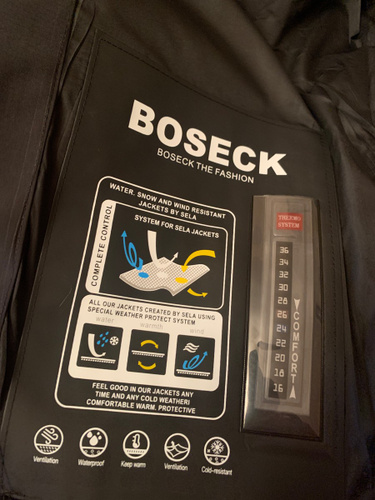 BOSECK
BOSECK THE FASHION
WATER. SNOW AND WIND RESISTANT
JACKETS BY SELA
COMPLETE CONTROL
SYSTEM FOR SELA JACKETS
ALL OUR JACKETS CREATED BY SELA USING
SPECIAL WEATHER PROTECT SYSTEM
water
warmth
wind
FEEL GOOD IN OUR JACKETS ANY
TIME AND ANY COLD WEATHERI
COMFORTABLE WARM, PROTECTIVE
Ventilation
Waterproof
Keep warm
Ventilation
Cold-resistant
THERMO
SYSTEM
36
34
32
30
28
26
24
22
20
18
16
COMFORT